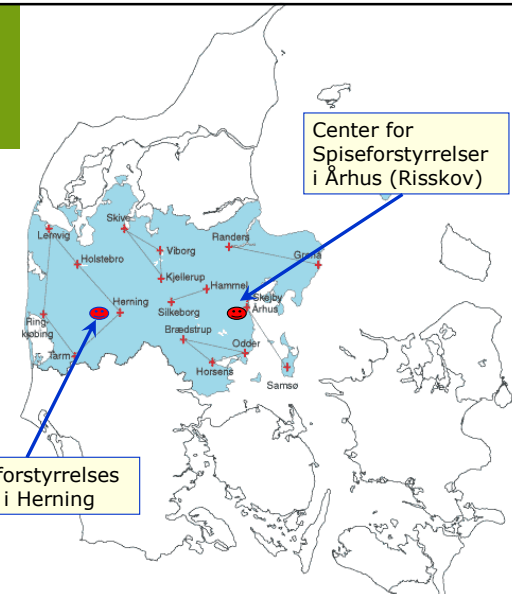 Center for
Spiseforstyrrelser
i Århus (Risskov)
Skive
Lemvig
Randers
Viborg
Grenå
Holstebro
Kjellerup
Hammel
Skejby
Herning
Århus
Silkeborg
Ring-
kjøbing
Brædstrup
Odder
Tarm
Horsens
Samsø
forstyrrelses
i Herning